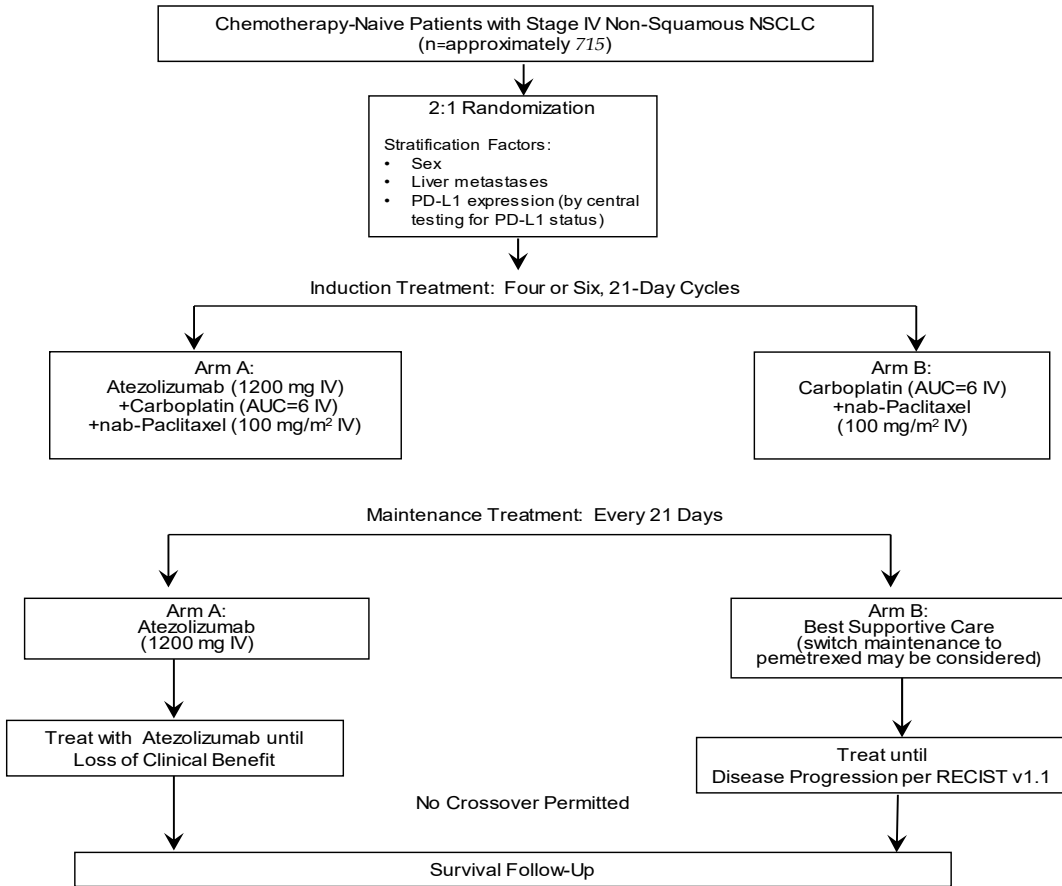 Chemotherapy-Naive Patients with Stage IV Non-Squamous NSCLC
(n=approximately 715)
2:1 Randomization
Stratification Factors:
• Sex
• Liver metastases
• PD-L1 expression (by central
testing for PD-L1 status)
Induction Treatment: Four or Six, 21-Day Cycles
Arm A:
Atezolizumab (1200 mg IV)
+Carboplatin (AUC=6 IV)
+nab-Paclitaxel (100 mg/m² IV)
Arm B:
Carboplatin (AUC=6 IV)
+nab-Paclitaxel
(100 mg/m² IV)
Maintenance Treatment: Every 21 Days
Arm A:
Atezolizumab
(1200 mg IV)
Arm B:
Best Supportive Care
(switch maintenance to
pemetrexed may be considered)
Treat with Atezolizumab until
Loss of Clinical Benefit
Treat until
Disease Progression per RECIST v1.1
No Crossover Permitted
Survival Follow-Up